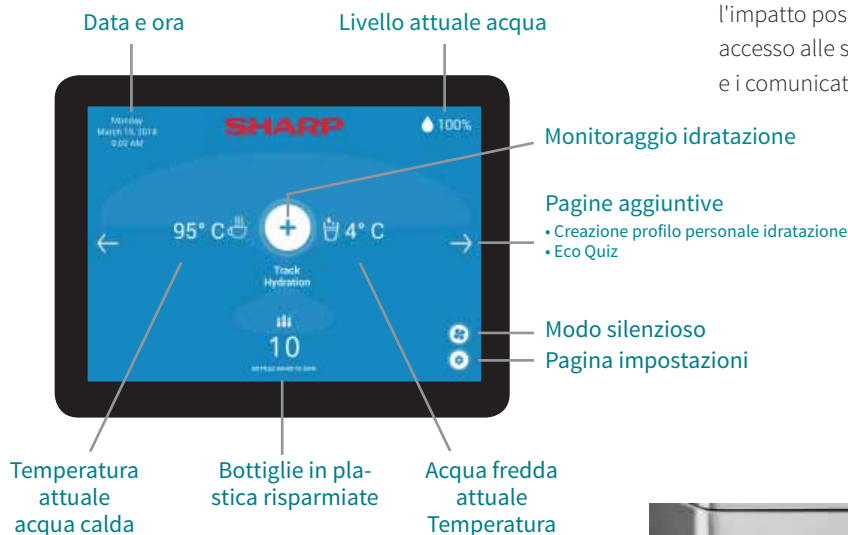 Data e ora
Livello attuale acqua
l'impatto pos
accesso alle s
e i comunicat
Monday
March 19, 2018
9:02 AM
SHARP
100%
Monitoraggio idratazione
Pagine aggiuntive
• Creazione profilo personale idratazione
• Eco Quiz
95° C
+
4° C
Track
Hydration
10
Modo silenzioso
Pagina impostazioni
Temperatura
attuale
acqua calda
Bottiglie in pla-
stica risparmiate
Acqua fredda
attuale
Temperatura